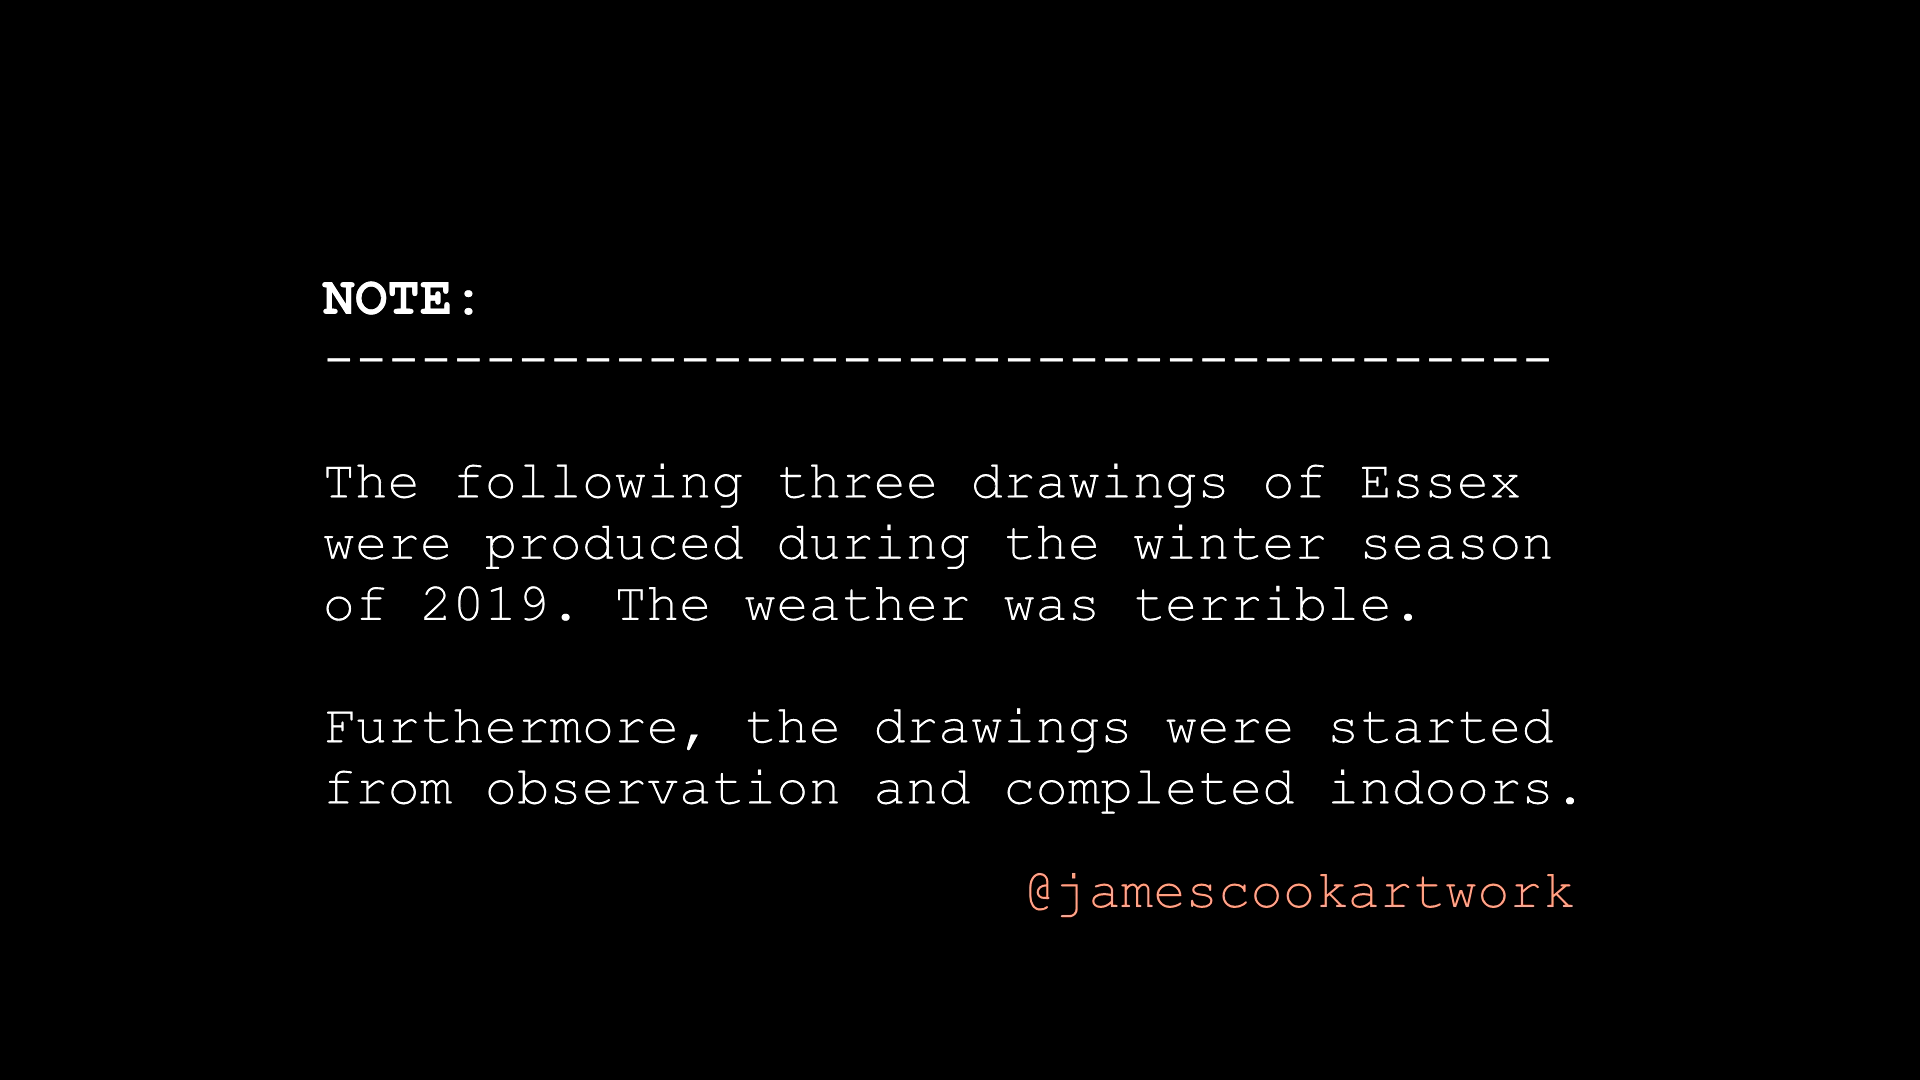 NOTE:
--------------------------------------
The following three drawings of Essex
were produced during the winter season
of 2019. The weather was terrible.
Furthermore, the drawings were started
from observation and completed indoors.
@jamescookartwork